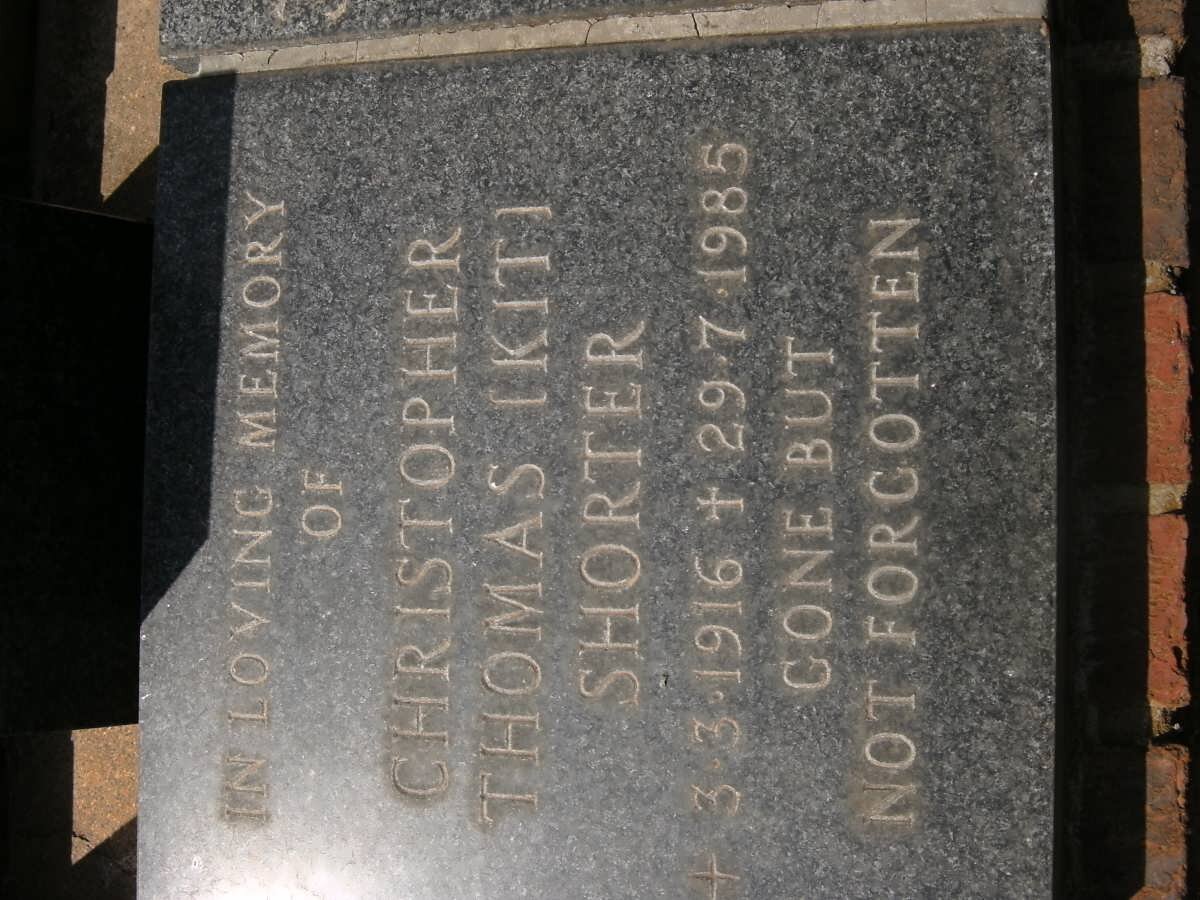 IN LOVING MEMORY
OF
CHRISTOPHER
THOMAS [KIT]
SHORTER
+ 3·3·1916 ✝ 29·7·1985
GONE BUT
NOT FORGOTTEN